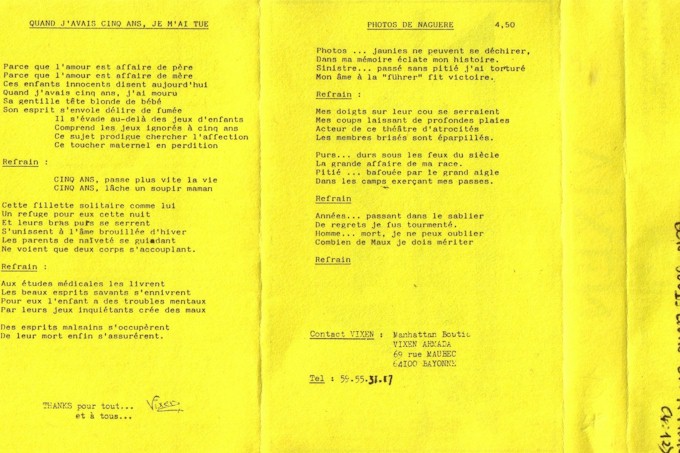 QUAND J'AVAIS CINQ ANS, JE M'AI TUE
Parce que l'amour est affaire de père
Parce que l'amour est affaire de mère
Ces enfants innocents disent aujourd'hui
Quand j'avais cinq ans, j'ai mouru
Sa gentille tête blonde de bébé
Son esprit s'envole délire de fumée
Il s'évade au-delà des jeux d'enfants
Comprend les jeux ignorés à cinq ans
Ce sujet prodigue chercher l'affection
Ce toucher maternel en perdition
Refrain :
CINQ ANS, passe plus vite la vie
CINQ ANS, lâche un soupir maman
Cette fillette solitaire comme lui
Un refuge pour eux cette nuit
Et leurs bras purs se serrent
S'unissent à l'âme brouillée d'hiver
Les parents de naïveté se guidant
Ne voient que deux corps s'accouplant.
Refrain :
Aux études médicales les livrent
Les beaux esprits savants s'ennivrent
Pour eux l'enfant a des troubles mentaux
Par leurs jeux inquiétants crée des maux
Des esprits malsains s'occupèrent
De leur mort enfin s'assurèrent.
THANKS pour tout... Vixen
et à tous...
PHOTOS DE NAGUERE 4,50
Photos ... jaunies ne peuvent se déchirer,
Dans ma mémoire éclate mon histoire.
Sinistre... passé sans pitié j'ai torturé
Mon âme à la "führer" fit victoire.
Refrain :
Mes doigts sur leur cou se serraient
Mes coups laissant de profondes plaies
Acteur de ce théâtre d'atrocités
Les membres brisés sont éparpillés.
Purs... durs sous les feux du siècle
La grande affaire de ma race.
Pitié ... bafouée par le grand aigle
Dans les camps exerçant mes passes.
Refrain
Années... passant dans le sablier
De regrets je fus tourmenté.
Homme... mort, je ne peux oublier
Combien de Maux je dois mériter
Refrain
Contact VIXEN : Manhattan Boutic
VIXEN ARMADA
69 rue MAUBEC
64100 BAYONNE
Tel : 59.55.31.17